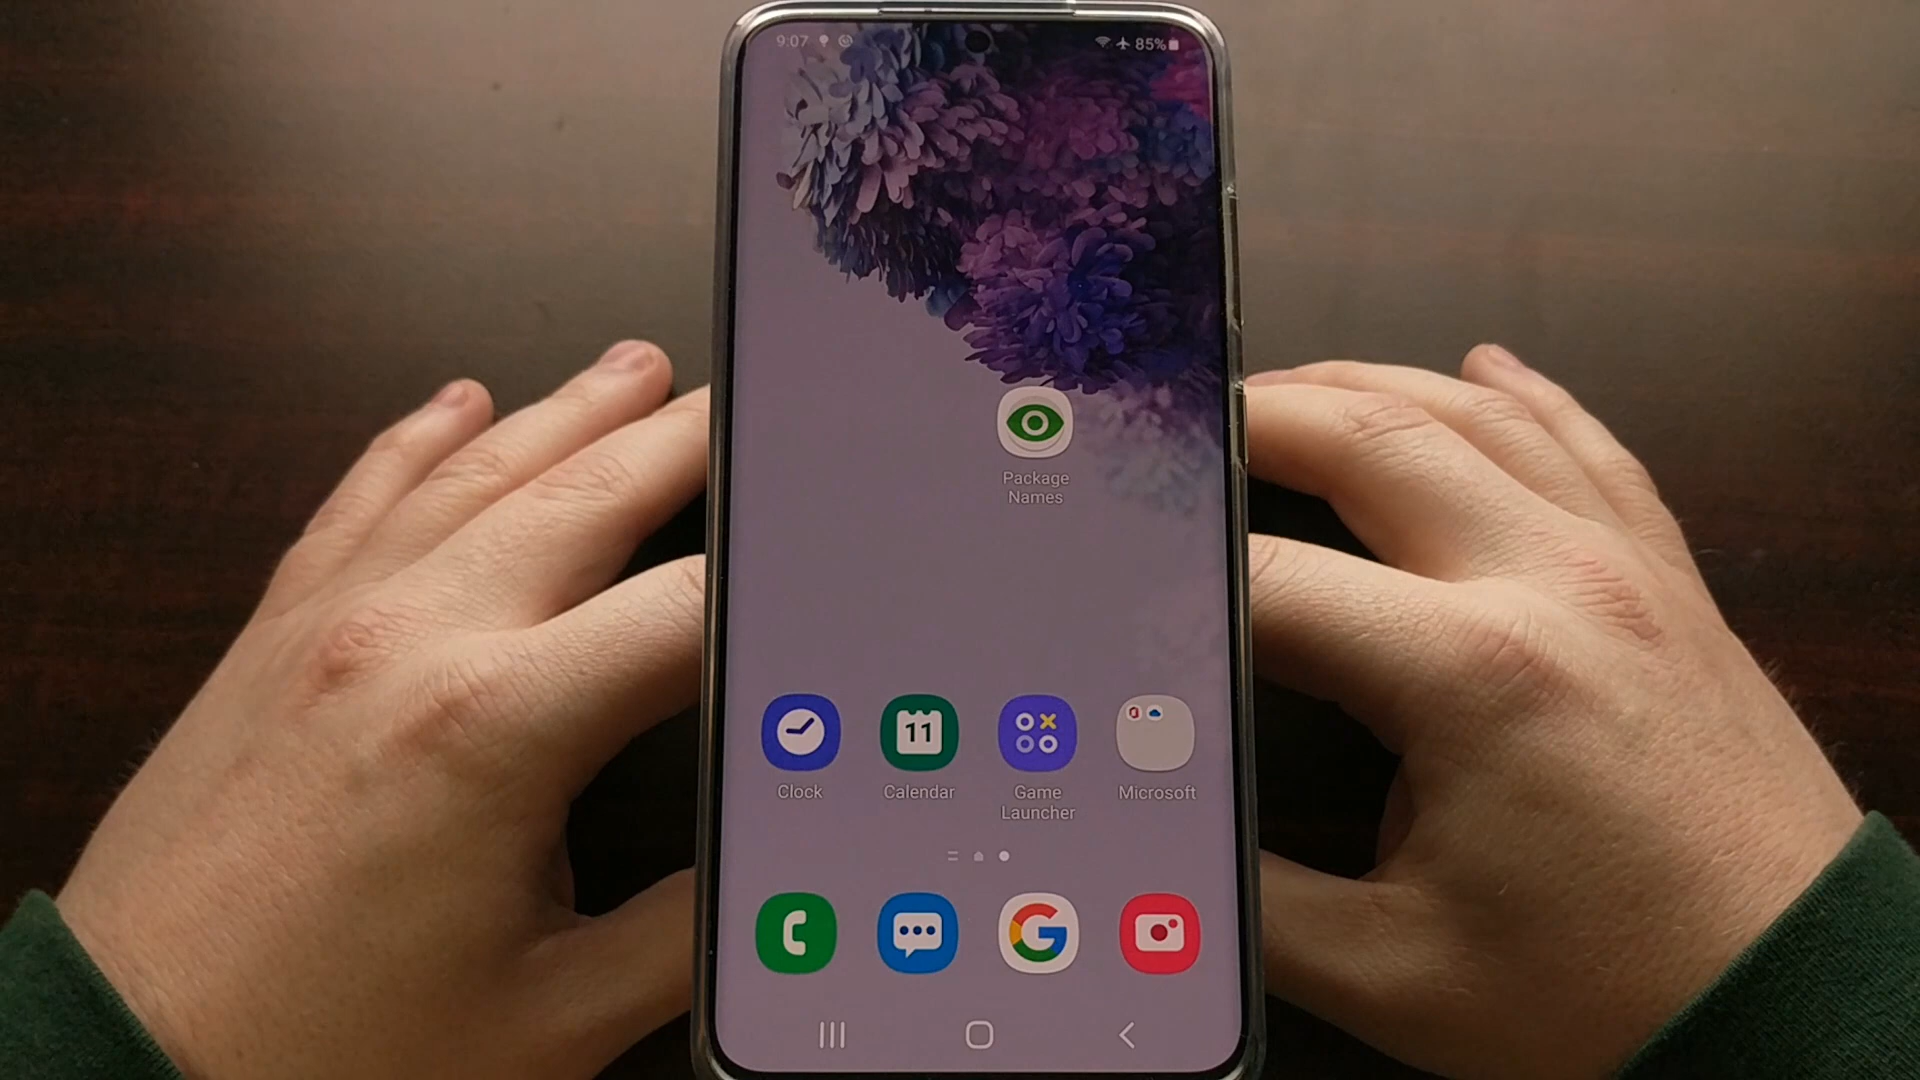 9:07
85%
Package
Names
11
Clock
Calendar
Game
Launcher
Microsoft
G